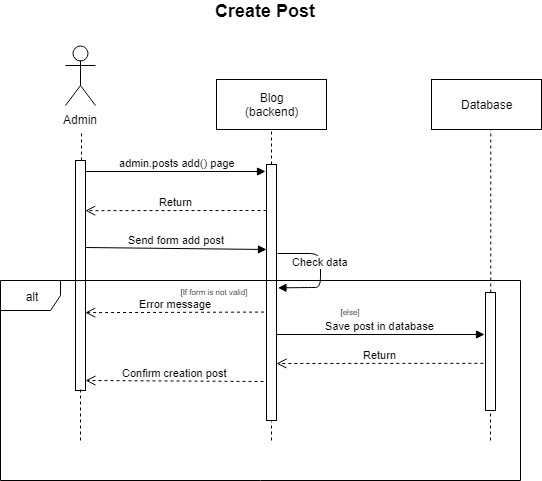 Create Post
Admin
Blog
(backend)
Database
admin.posts add() page
Return
Send form add post
Check data
alt
[If form is not valid]
Error message
[else]
Save post in database
Return
Confirm creation post